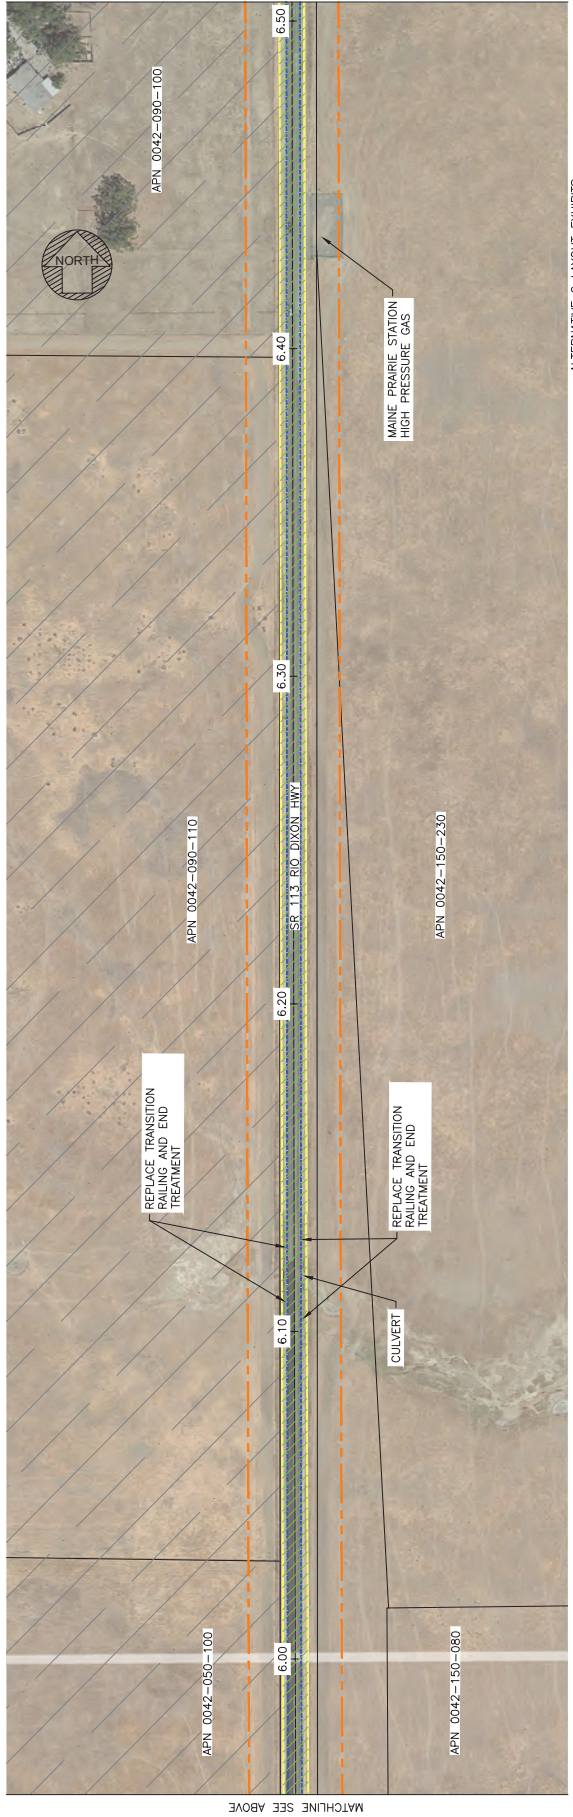 MATCHLINE SEE ABOVE
APN 0042-050-100
APN 0042-150-080
6.00
6.10
REPLACE TRANSITION
RAILING AND END
TREATMENT
CULVERT
REPLACE TRANSITION
RAILING AND END
TREATMENT
6.20
SR 113 RIO DIXON HWY
APN 0042-090-110
APN 0042-150-230
6.30
6.40
NORTH
MAINE PRAIRIE STATION
HIGH PRESSURE GAS
APN 0042-090-100
6.50